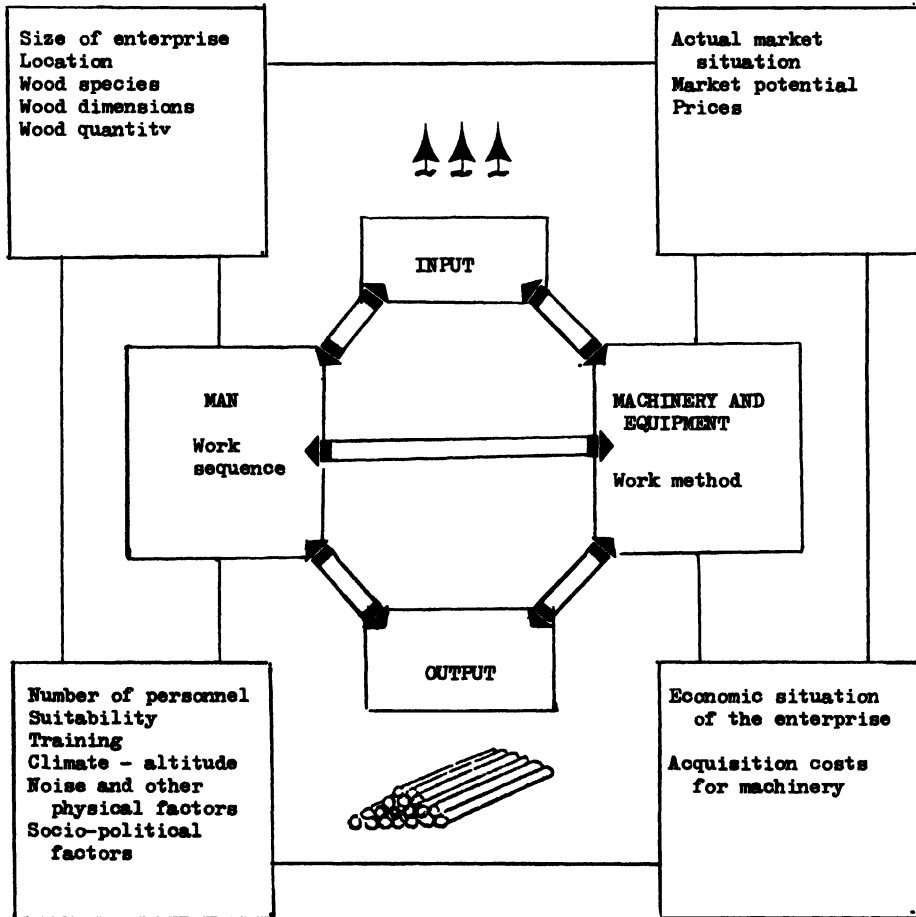 Size of enterprise
Location
Wood species
Wood dimensions
Wood quantity
Actual market
situation
Market potential
Prices
INPUT
MAN
Work
sequence
MACHINERY AND
EQUIPMENT
Work method
OUTPUT
Number of personnel
Suitability
Training
Climate - altitude
Noise and other
physical factors
Socio-political
factors
Economic situation
of the enterprise
Acquisition costs
for machinery